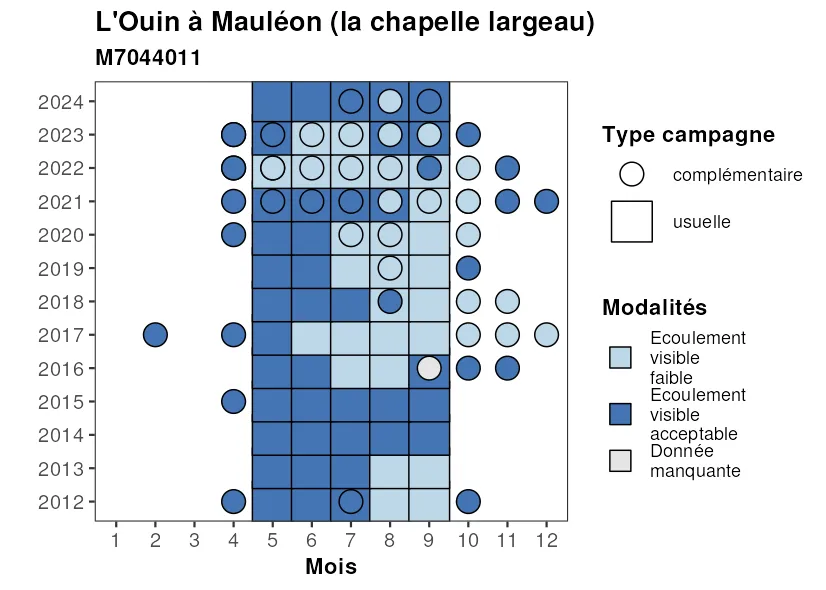 L'Ouin à Mauléon (la chapelle largeau)
M7044011
2024
2023
2022
2021
2020
2019
2018
2017
2016
2015
2014
2013
2012
1 2 3 4 5 6 7 8 9 10 11 12
Mois
Type campagne
complémentaire
usuelle
Modalités
Ecoulement
visible
faible
Ecoulement
visible
acceptable
Donnée
manquante